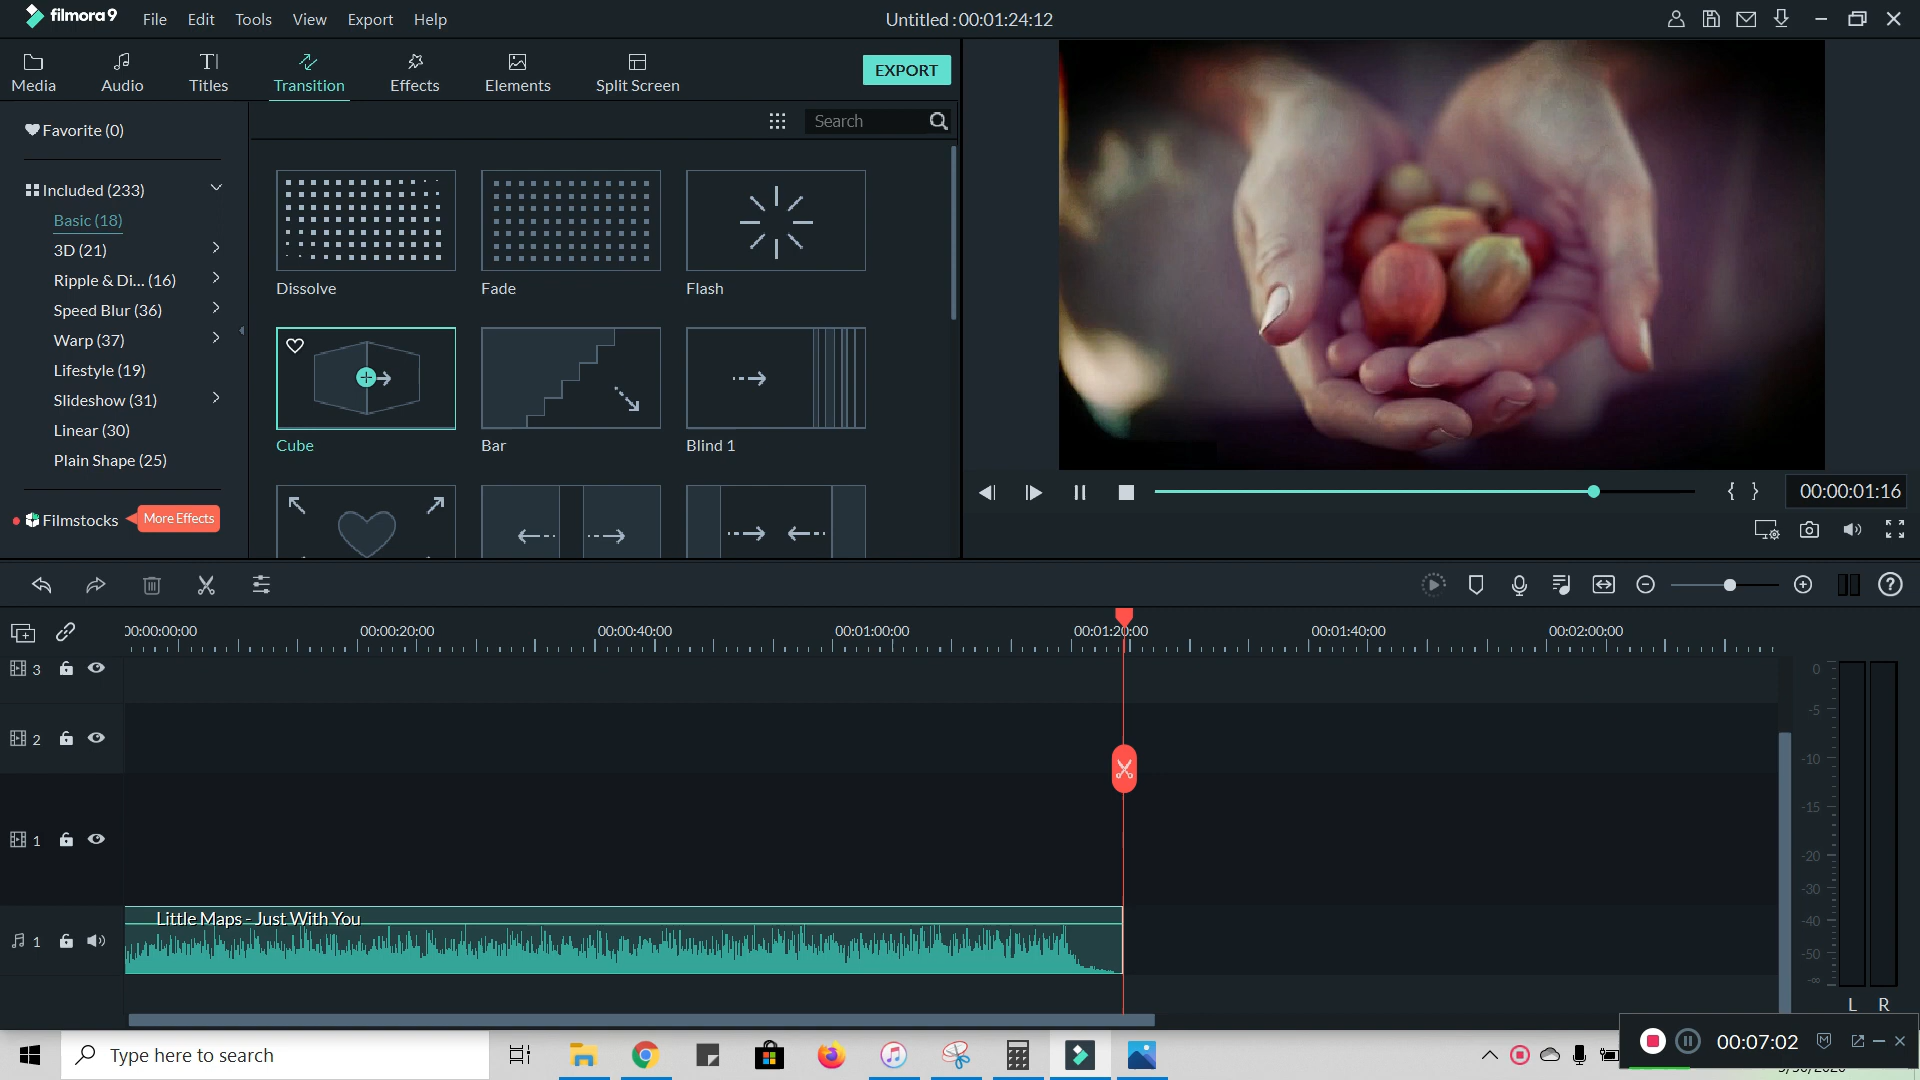 filmora9 File Edit Tools View Export Help Untitled : 00:01:24:12
Media Audio Titles Transition Effects Elements Split Screen EXPORT
Favorite (0)
Search
Included (233)
Basic (18)
3D (21)
Ripple & Di... (16)
Speed Blur (36)
Warp (37)
Lifestyle (19)
Slideshow (31)
Linear (30)
Plain Shape (25)
Filmstocks More Effects
Dissolve Fade Flash
Cube Bar Blind 1
{ } 00:00:01:16
00:00:00:00 00:00:20:00 00:00:40:00 00:01:00:00 00:01:20:00 00:01:40:00 00:02:00:00
3
2
1
Little Maps - Just With You
1
0
-5
-10
-15
-20
-30
-40
-50
-∞
L R
Type here to search
00:07:02